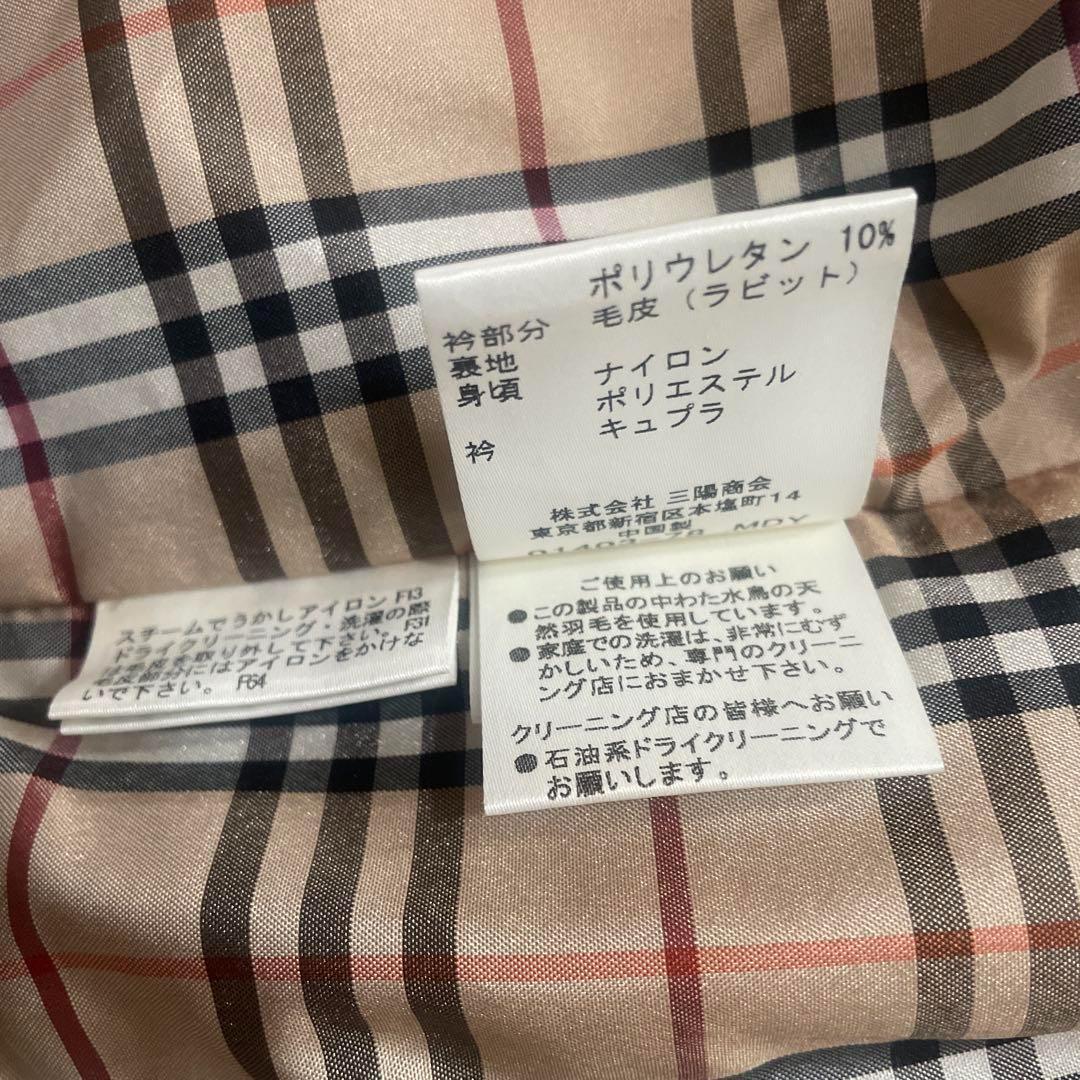 ポリウレタン 10%
衿部分 毛皮（ラビット）
裏地
身頃 ナイロン
ポリエステル
衿 キュプラ
株式会社 三陽商会
東京都新宿区本塩町14
中国製
MDY
スチームでうかしアイロン F13
ドライクリーニング・洗濯の際
を取り外して下さい。 F31
毛皮部分にはアイロンをかけな
いで下さい。 F64
ご使用上のお願い
●この製品の中わた水鳥の天
然羽毛を使用しています。
●家庭での洗濯は、非常にむず
かしいため、専門のクリーニ
ング店におまかせ下さい。
クリーニング店の皆様へお願い
●石油系ドライクリーニングで
お願いします。